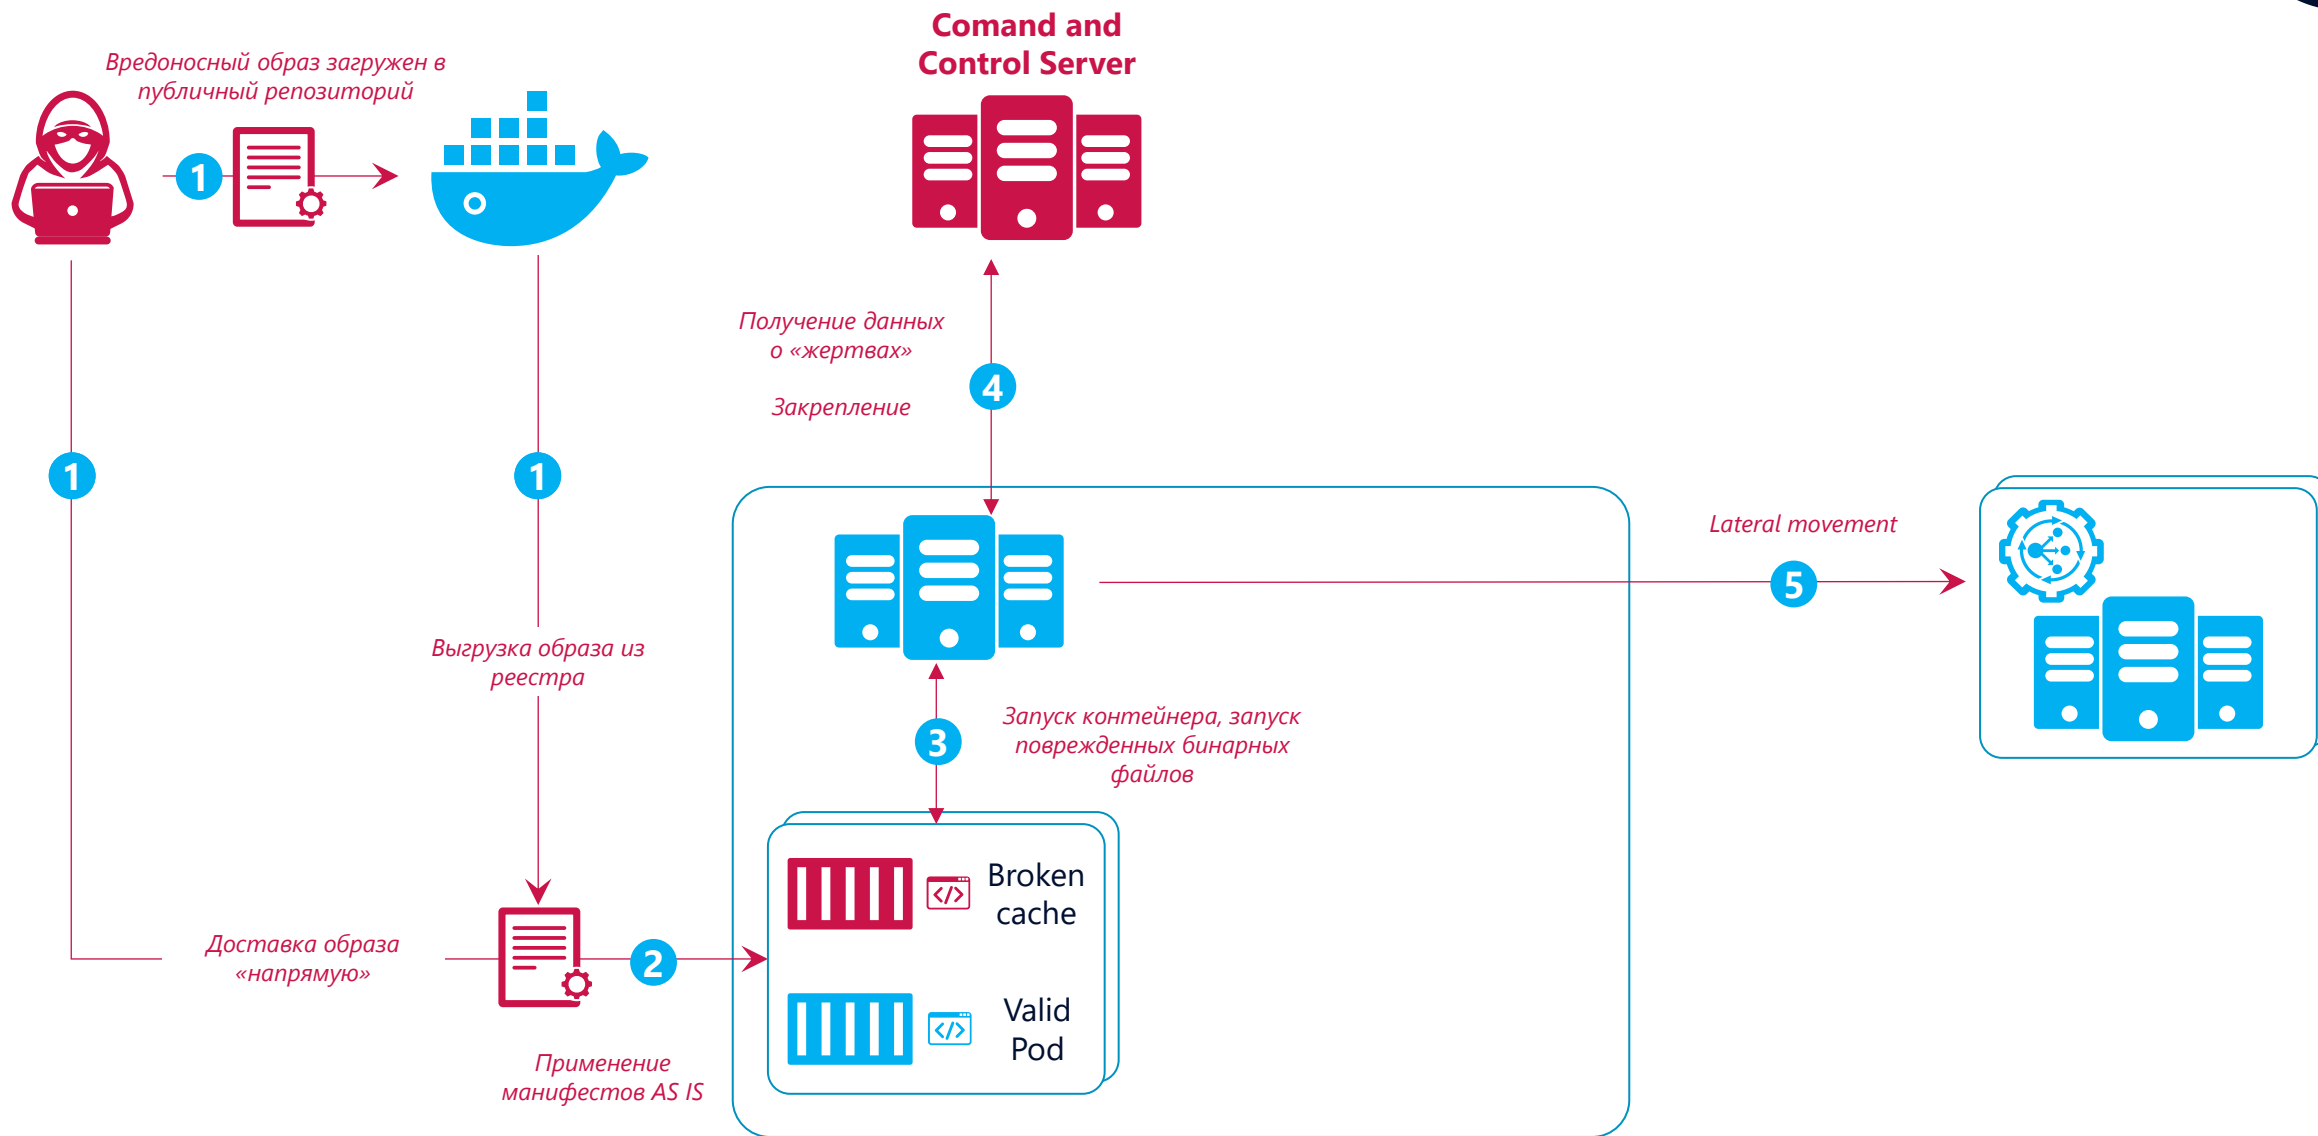 Comand and
Control Server
Вредоносный образ загружен в
публичный репозиторий
1
Получение данных
о «жертвах»
4
Закрепление
1
1
Lateral movement
5
Выгрузка образа из
реестра
Запуск контейнера, запуск
поврежденных бинарных
файлов
3
Broken
cache
Доставка образа
«напрямую»
2
Valid
Pod
Применение
манифестов AS IS